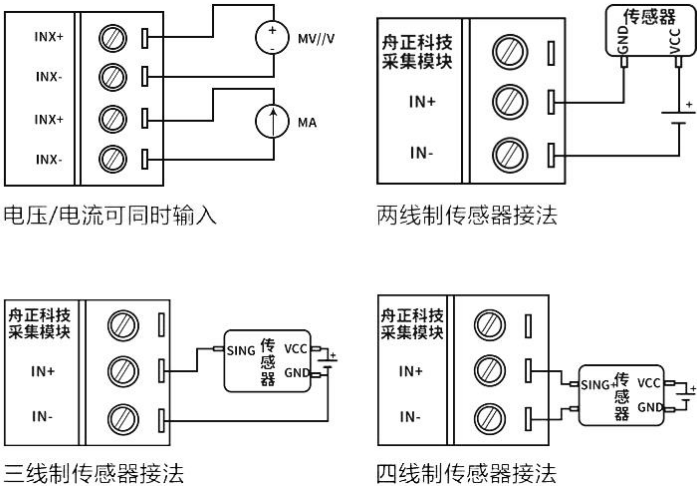 INX+
INX-
INX+
INX-
+
-
MV//V
MA
电压/电流可同时输入
舟正科技
采集模块
IN+
IN-
传感器
GND
VCC
+
两线制传感器接法
舟正科技
采集模块
IN+
IN-
SING
传感器
VCC
GND
+
三线制传感器接法
舟正科技
采集模块
IN+
IN-
SING+
传感器
VCC
GND
+
四线制传感器接法